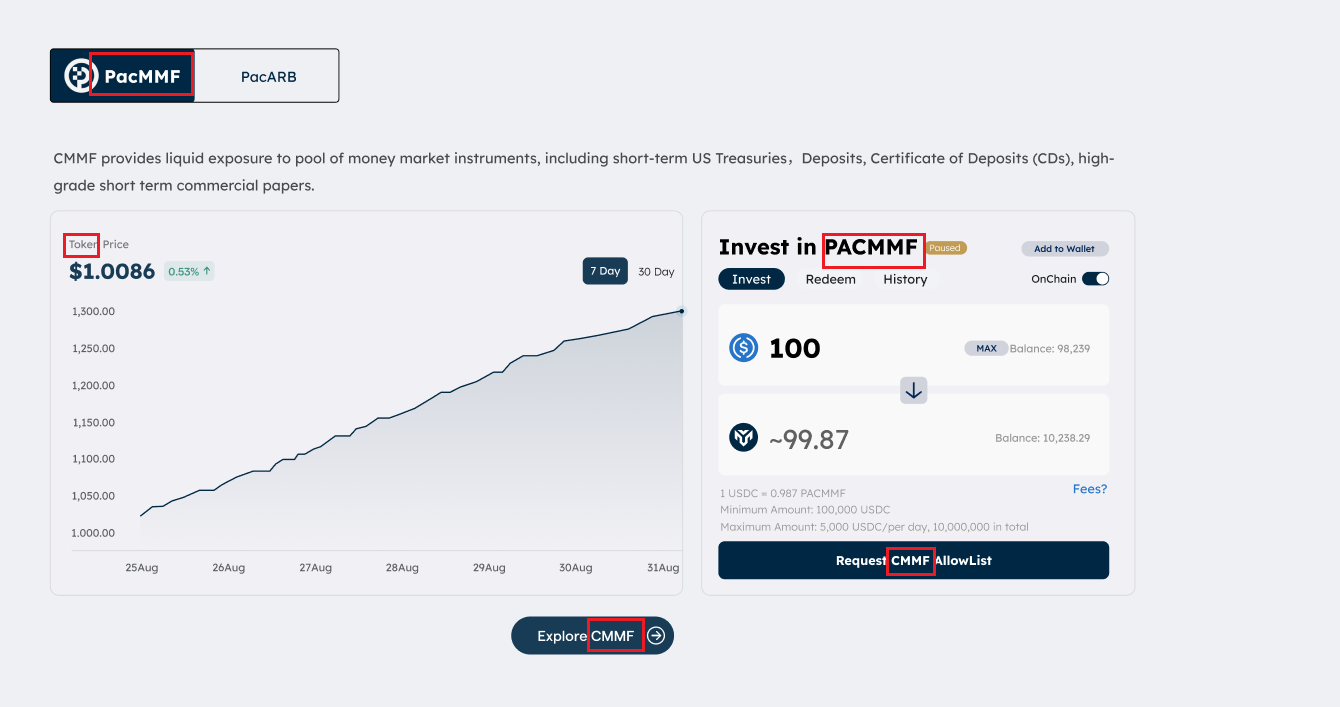 PacMMF PacARB
CMMF provides liquid exposure to pool of money market instruments, including short-term US Treasuries，Deposits, Certificate of Deposits (CDs), high-
grade short term commercial papers.
Token Price
$1.0086 0.53% ↑
7 Day 30 Day
1,300.00
1,250.00
1,200.00
1,150.00
1,100.00
1,050.00
1.000.00
25Aug 26Aug 27Aug 28Aug 29Aug 30Aug 31Aug
Explore CMMF
Invest in PACMMF Paused Add to Wallet
Invest Redeem History OnChain
100 MAX Balance: 98,239
~99.87 Balance: 10,238.29
Fees?
1 USDC = 0.987 PACMMF
Minimum Amount: 100,000 USDC
Maximum Amount: 5,000 USDC/per day, 10,000,000 in total
Request CMMF AllowList